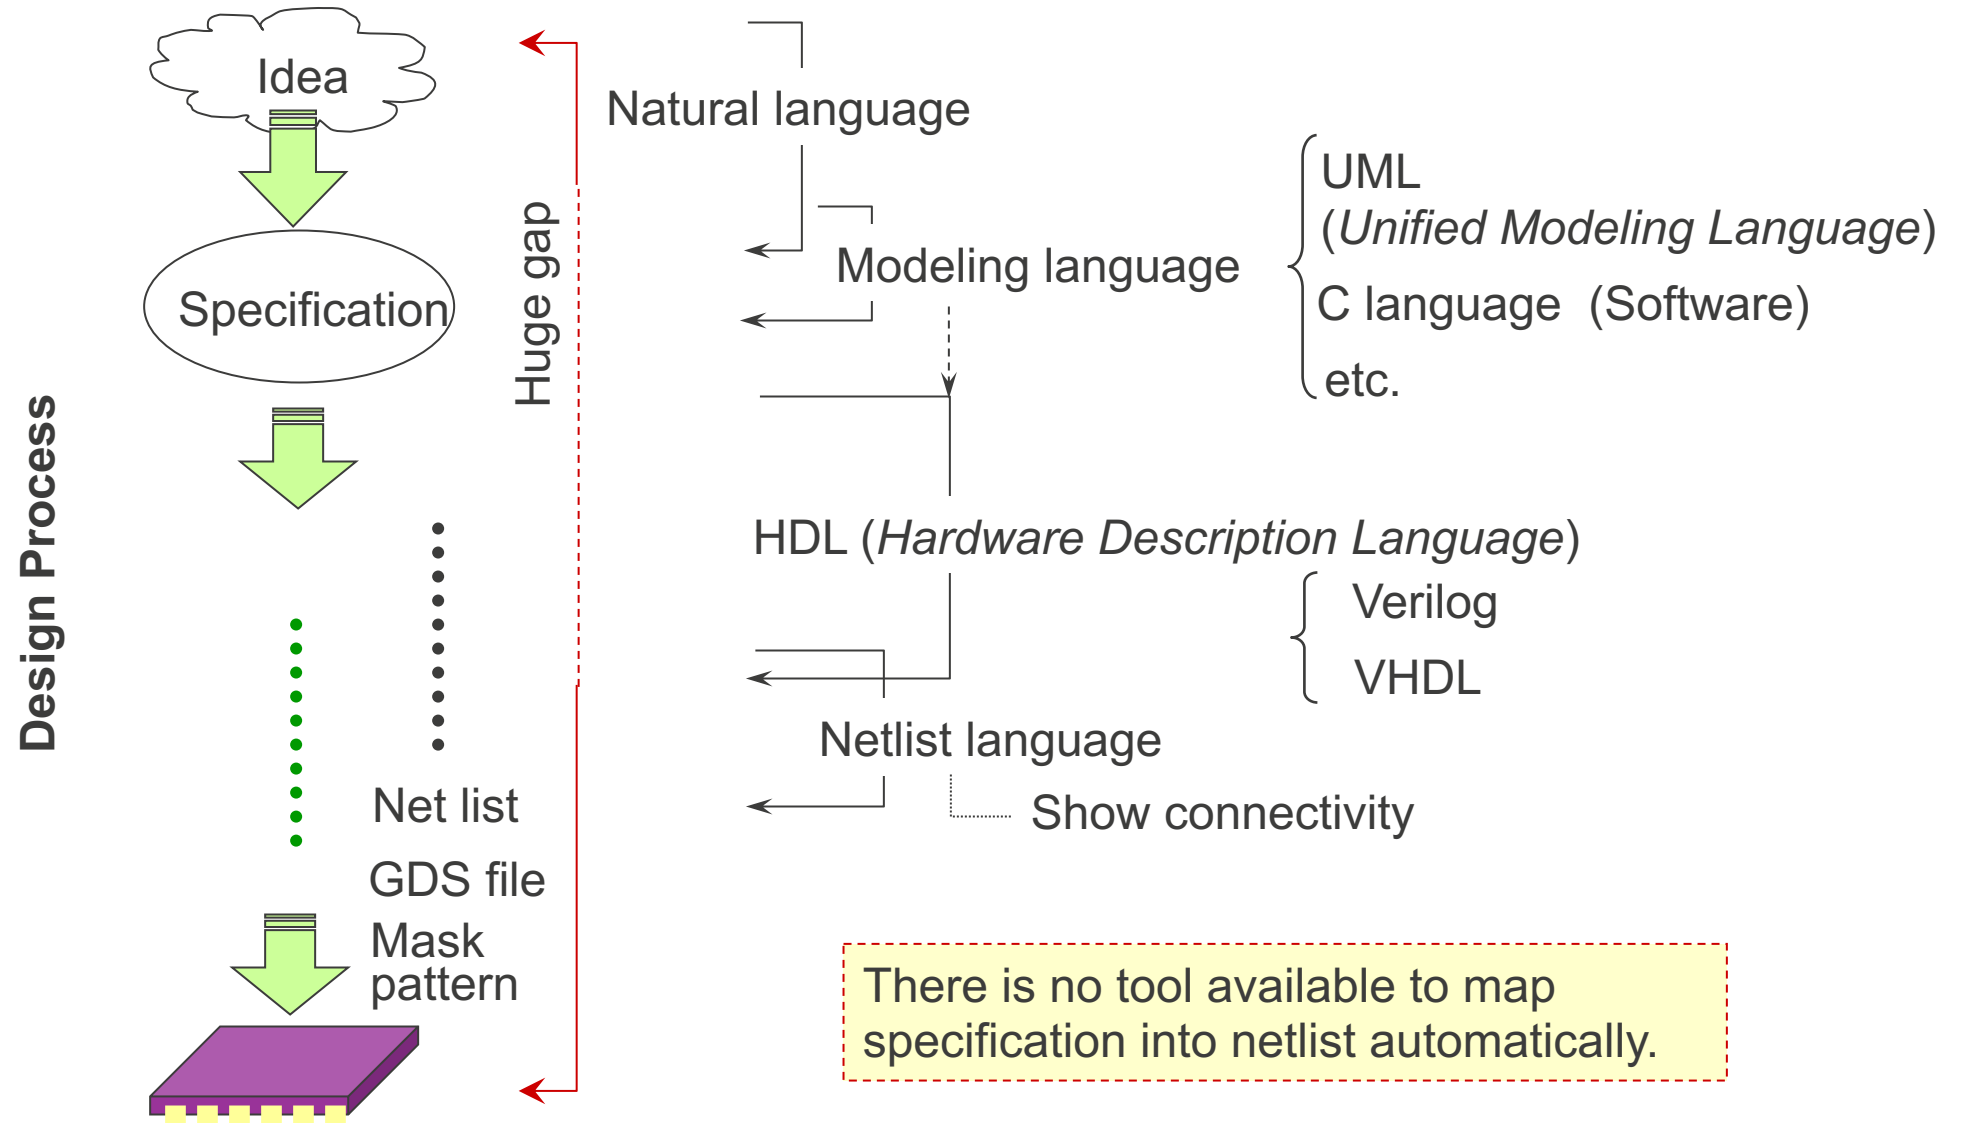 Idea
Natural language
UML
(Unified Modeling Language)
Huge gap
Modeling language
Specification
C language (Software)
etc.
Design Process
HDL (Hardware Description Language)
Verilog
VHDL
Netlist language
Net list
Show connectivity
GDS file
Mask
pattern
There is no tool available to map
specification into netlist automatically.